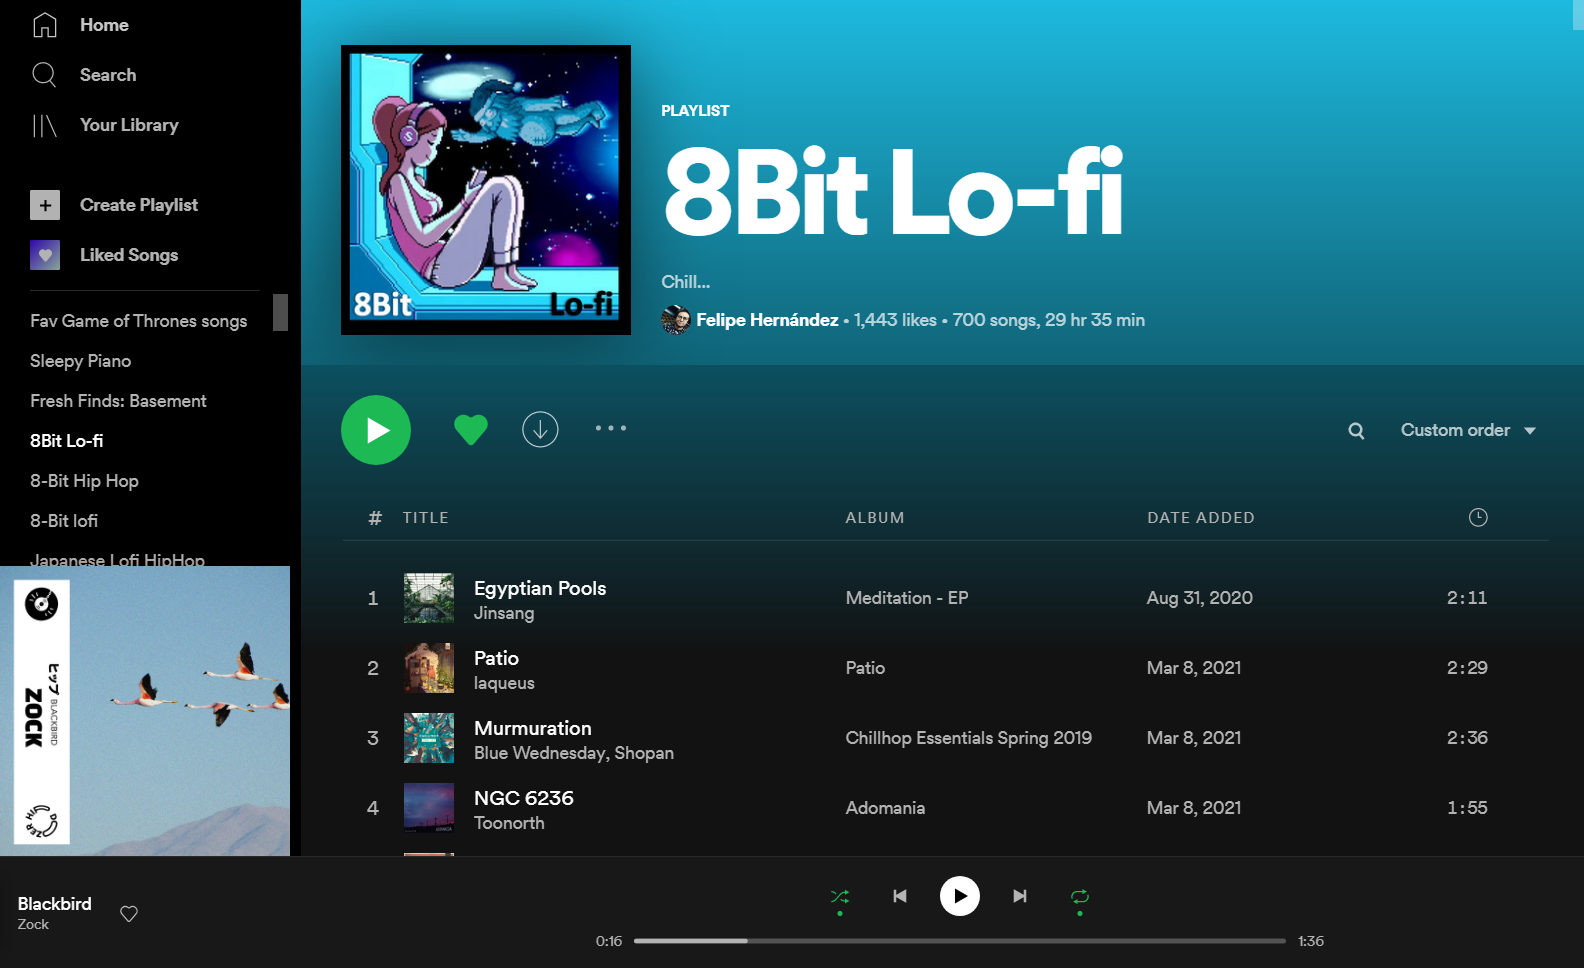 Home
Search
Your Library
Create Playlist
Liked Songs
Fav Game of Thrones songs
Sleepy Piano
Fresh Finds: Basement
8Bit Lo-fi
8-Bit Hip Hop
8-Bit lofi
Japanese Lofi HipHop
ヒップ BLACKBIRD
ZOCK
8Bit
Lo-fi
PLAYLIST
8Bit Lo-fi
Chill...
Felipe Hernández • 1,443 likes • 700 songs, 29 hr 35 min
Custom order
# TITLE ALBUM DATE ADDED
1 Egyptian Pools Meditation - EP Aug 31, 2020 2:11
Jinsang
2 Patio Patio Mar 8, 2021 2:29
laqueus
3 Murmuration Chillhop Essentials Spring 2019 Mar 8, 2021 2:36
Blue Wednesday, Shopan
4 NGC 6236 Adomania Mar 8, 2021 1:55
Toonorth
Blackbird
Zock
0:16
1:36